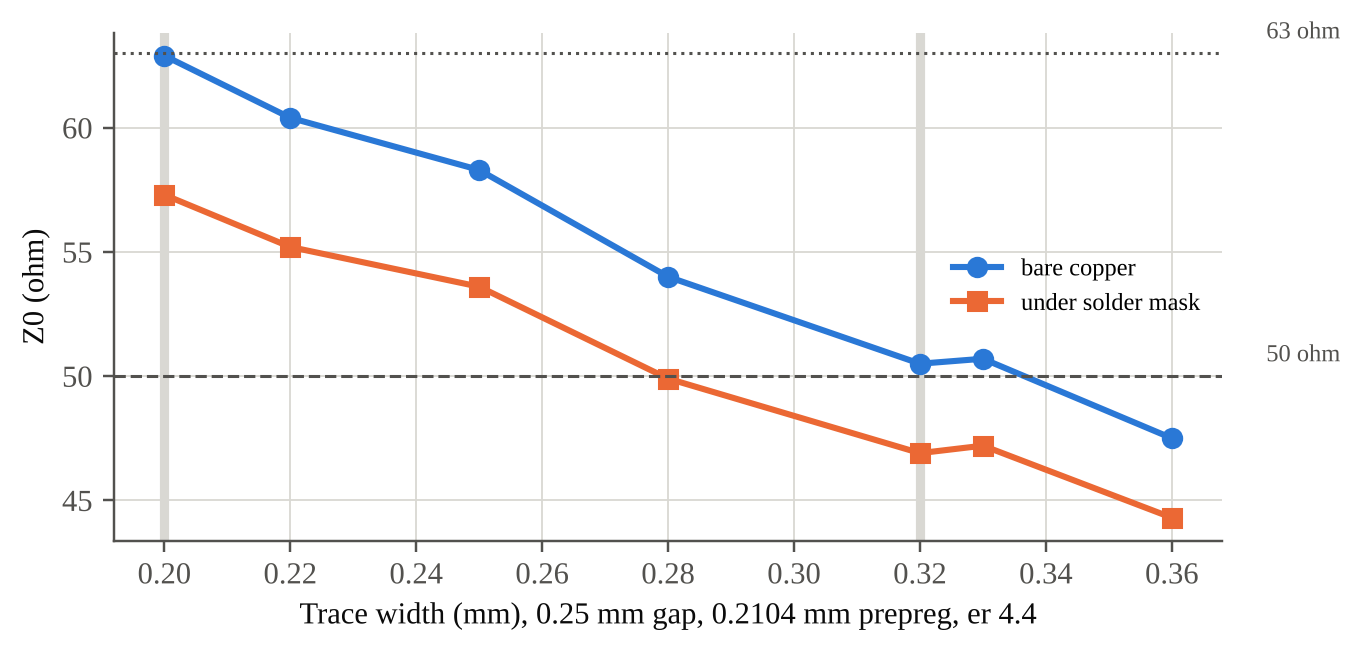 63 ohm
60
55
50
45
Z0 (ohm)
bare copper
under solder mask
50 ohm
0.20 0.22 0.24 0.26 0.28 0.30 0.32 0.34 0.36
Trace width (mm), 0.25 mm gap, 0.2104 mm prepreg, er 4.4